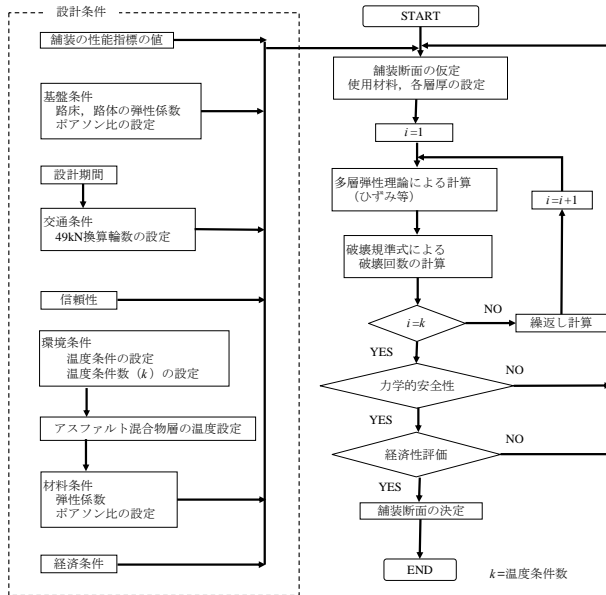 設計条件
舗装の性能指標の値
基盤条件
路床，路体の弾性係数
ポアソン比の設定
設計期間
交通条件
49kN換算輪数の設定
信頼性
環境条件
温度条件の設定
温度条件数（k）の設定
アスファルト混合物層の温度設定
材料条件
弾性係数
ポアソン比の設定
経済条件
START
舗装断面の仮定
使用材料，各層厚の設定
i=1
多層弾性理論による計算
（ひずみ等）
i=i+1
破壊規準式による
破壊回数の計算
i=k
NO
繰返し計算
YES
力学的安全性
NO
YES
経済性評価
NO
YES
舗装断面の決定
END
k=温度条件数